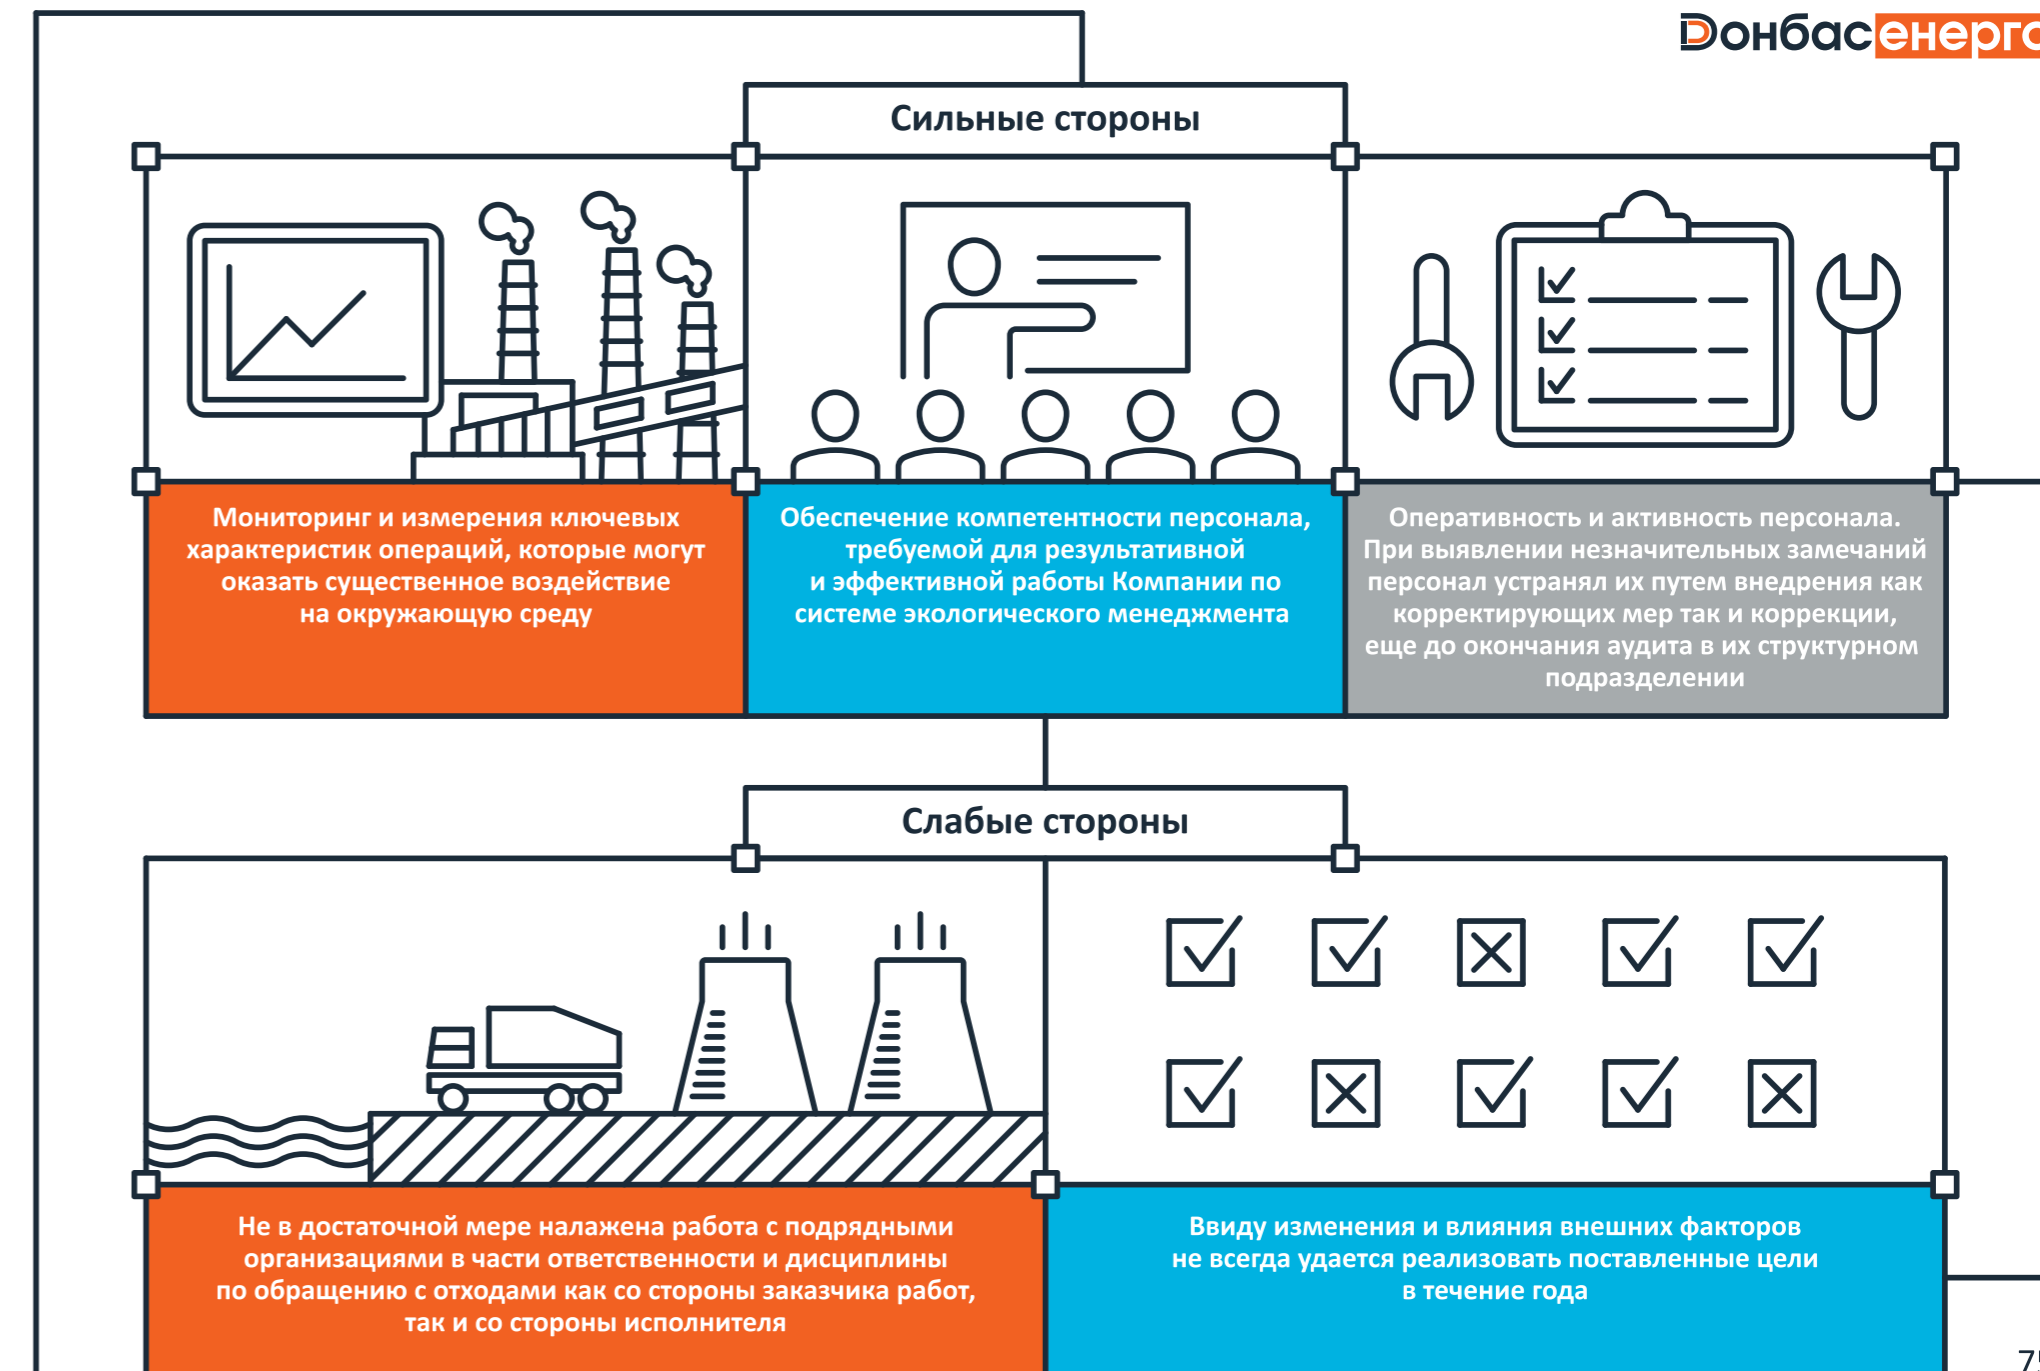 Донбасенерго
Сильные стороны
Мониторинг и измерения ключевых
характеристик операций, которые могут
оказать существенное воздействие
на окружающую среду
Обеспечение компетентности персонала,
требуемой для результативной
и эффективной работы Компании по
системе экологического менеджмента
Оперативность и активность персонала.
При выявлении незначительных замечаний
персонал устранял их путем внедрения как
корректирующих мер так и коррекции,
еще до окончания аудита в их структурном
подразделении
Слабые стороны
Не в достаточной мере налажена работа с подрядными
организациями в части ответственности и дисциплины
по обращению с отходами как со стороны заказчика работ,
так и со стороны исполнителя
Ввиду изменения и влияния внешних факторов
не всегда удается реализовать поставленные цели
в течение года